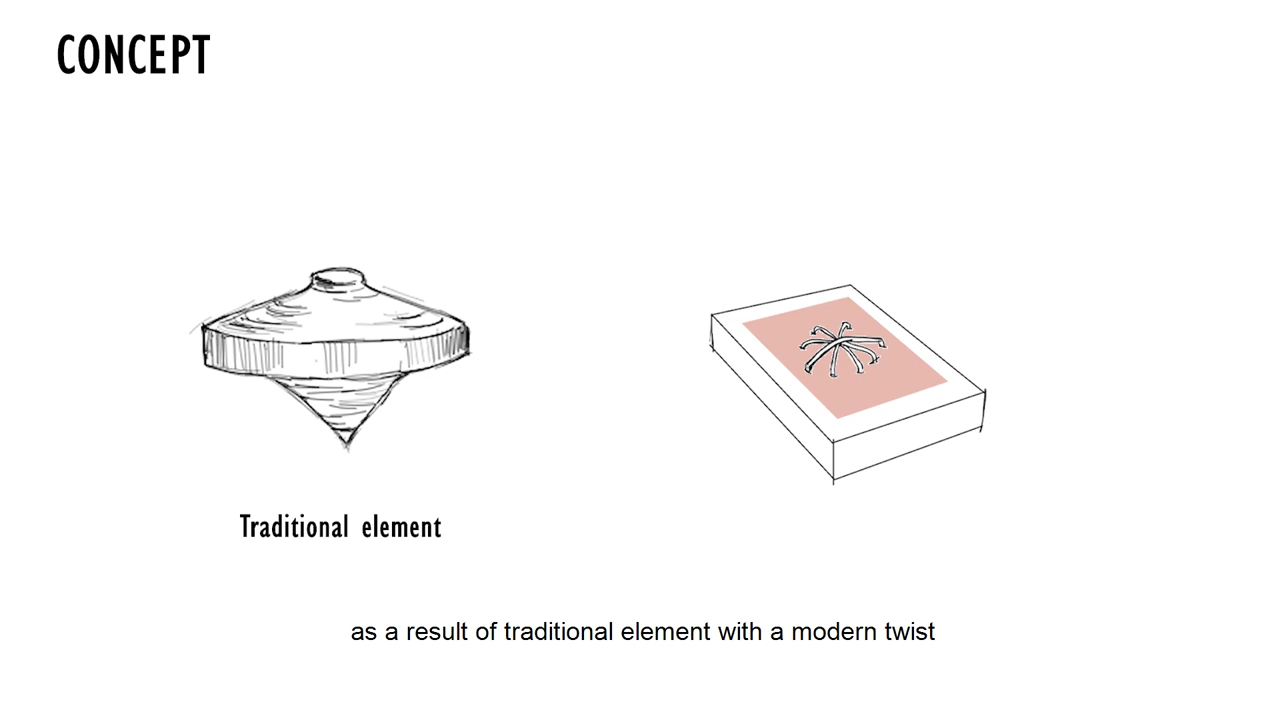 CONCEPT
Traditional element
as a result of traditional element with a modern twist